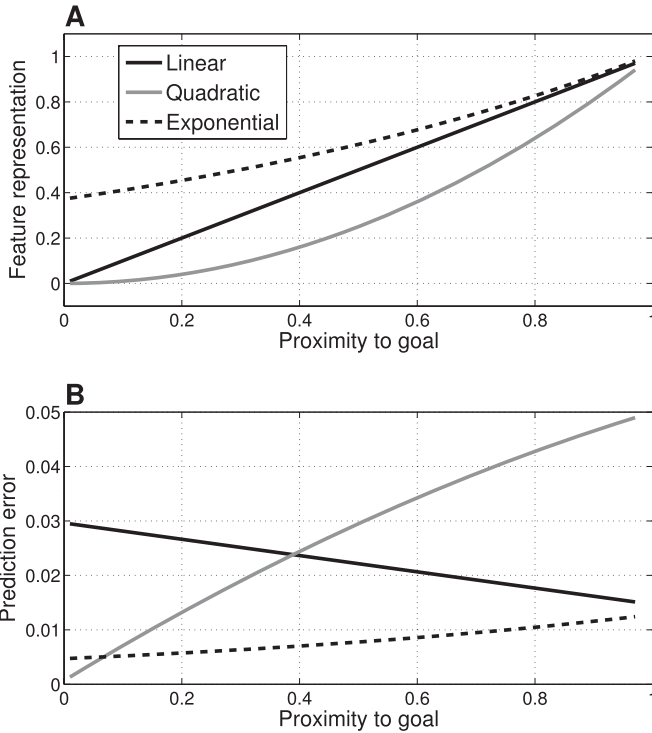 A
Feature representation
1
0.8
0.6
0.4
0.2
0
Linear
Quadratic
Exponential
0 0.2 0.4 0.6 0.8 1
Proximity to goal
B
Prediction error
0.05
0.04
0.03
0.02
0.01
0
0 0.2 0.4 0.6 0.8 1
Proximity to goal